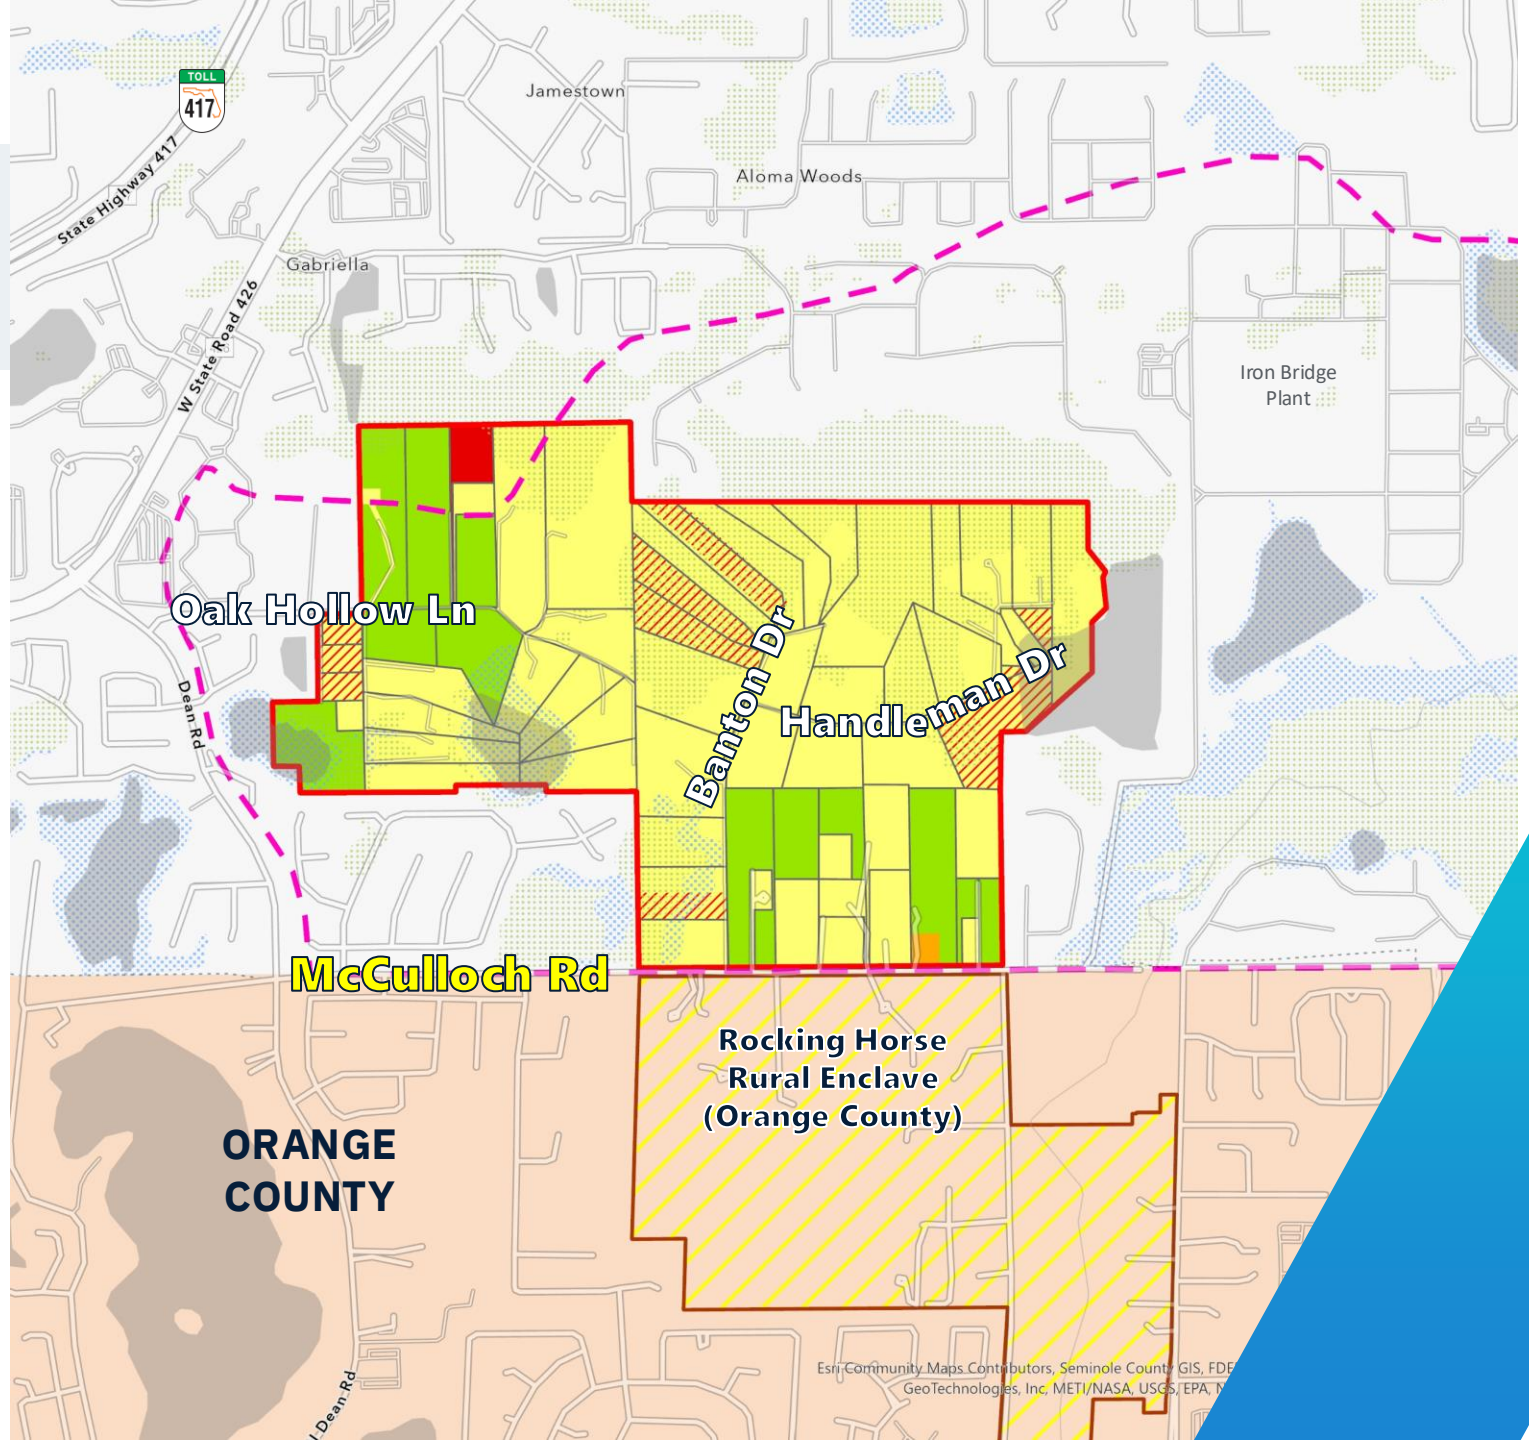 TOLL
417
State Highway 417
Jamestown
Aloma Woods
Gabriella
W State Road 426
Iron Bridge
Plant
Oak Hollow Ln
Banton Dr
Handleman Dr
Dean Rd
McCulloch Rd
Rocking Horse
Rural Enclave
(Orange County)
ORANGE
COUNTY
Dean Rd
Esri Community Maps Contributors, Seminole County GIS, FDE
GeoTechnologies, Inc, METI/NASA, USGS, EPA, N